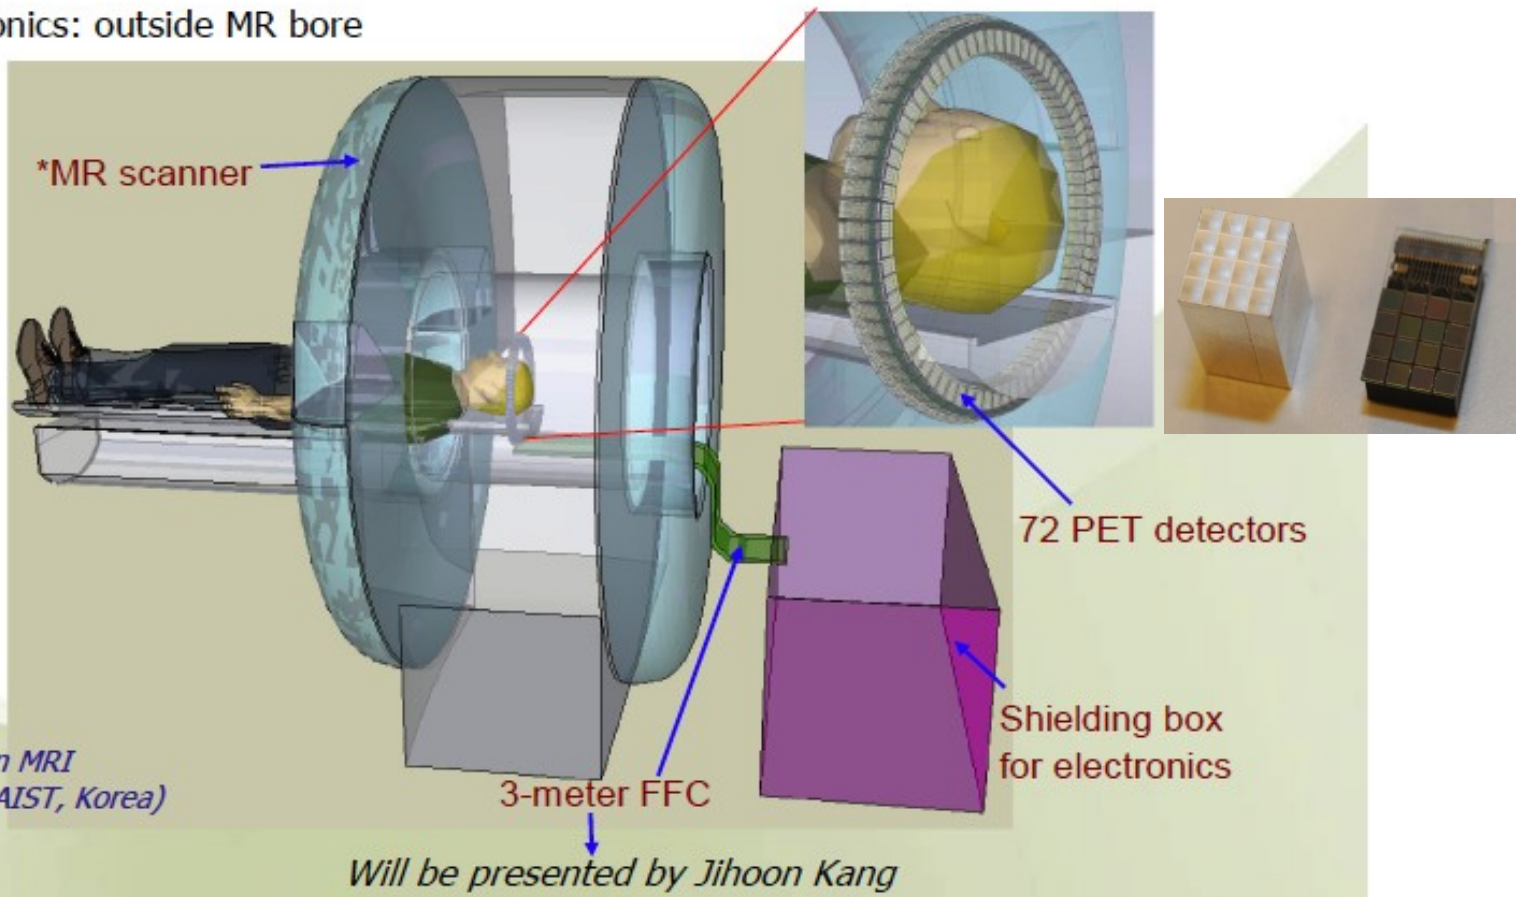 onics: outside MR bore
*MR scanner
72 PET detectors
Shielding box
for electronics
n MRI
AIST, Korea)
3-meter FFC
Will be presented by Jihoon Kang